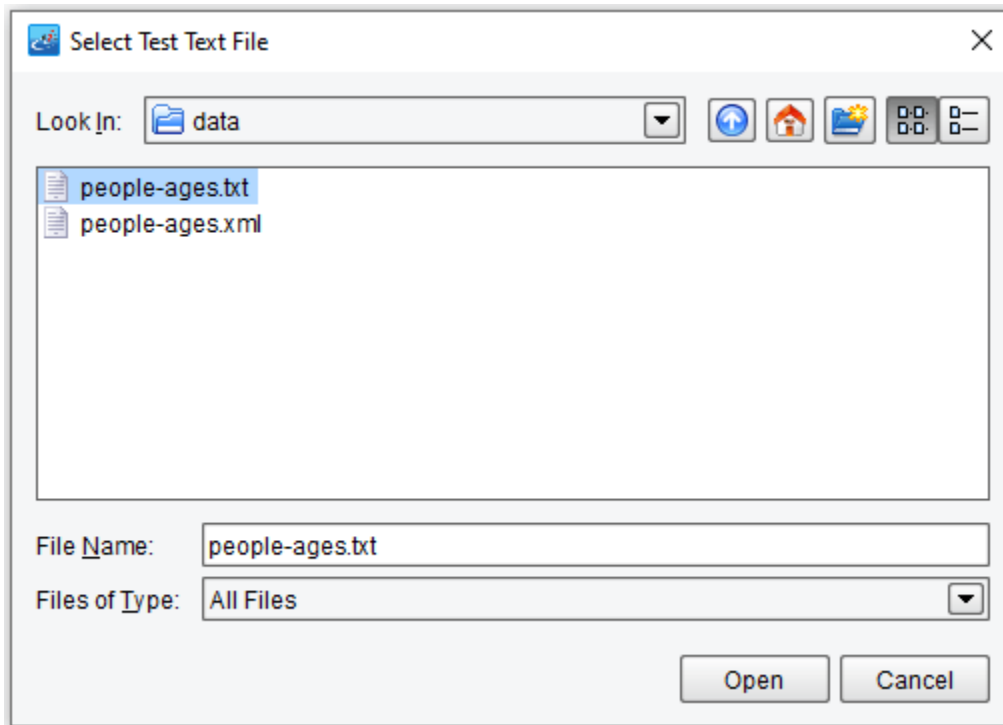 Select Test Text File
Look In: data
people-ages.txt
people-ages.xml
File Name: people-ages.txt
Files of Type: All Files
Open Cancel